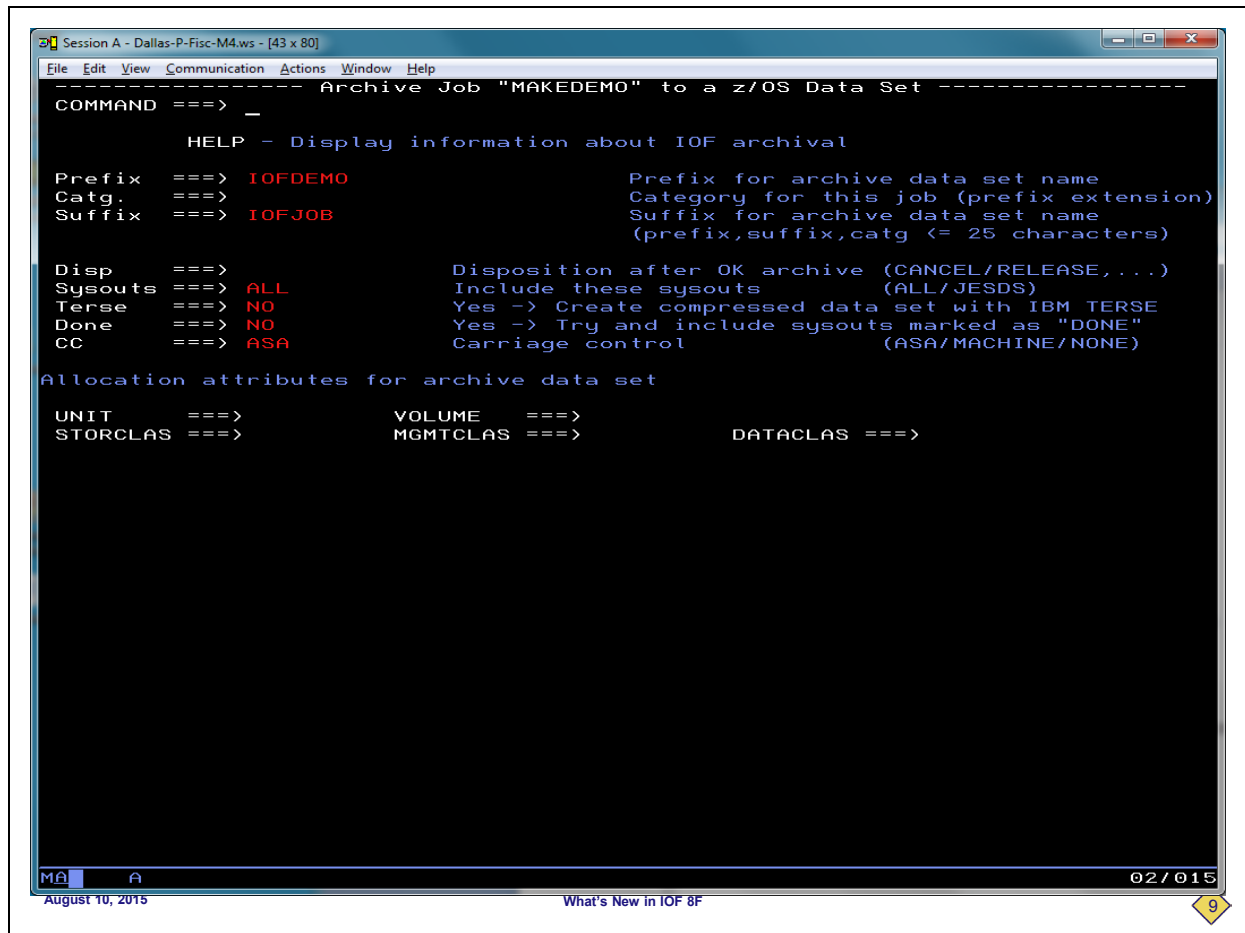 Session A - Dallas-P-Fisc-M4.ws - [43 x 80]
File Edit View Communication Actions Window Help
------------------ Archive Job "MAKEDEMO" to a z/OS Data Set -----------------
COMMAND ===> _
HELP - Display information about IOF archival
Prefix ===> IOFDEMO Prefix for archive data set name
Catg. ===> Category for this job (prefix extension)
Suffix ===> IOFJOB Suffix for archive data set name
(prefix,suffix,catg <= 25 characters)
Disp ===> Disposition after OK archive (CANCEL/RELEASE,...)
Sysouts ===> ALL Include these sysouts (ALL/JESDS)
Terse ===> NO Yes -> Create compressed data set with IBM TERSE
Done ===> NO Yes -> Try and include sysouts marked as "DONE"
CC ===> ASA Carriage control (ASA/MACHINE/NONE)
Allocation attributes for archive data set
UNIT ===> VOLUME ===>
STORCLAS ===> MGMTCLAS ===> DATACLAS ===>
MA A 02/015
August 10, 2015 What's New in IOF 8F 9